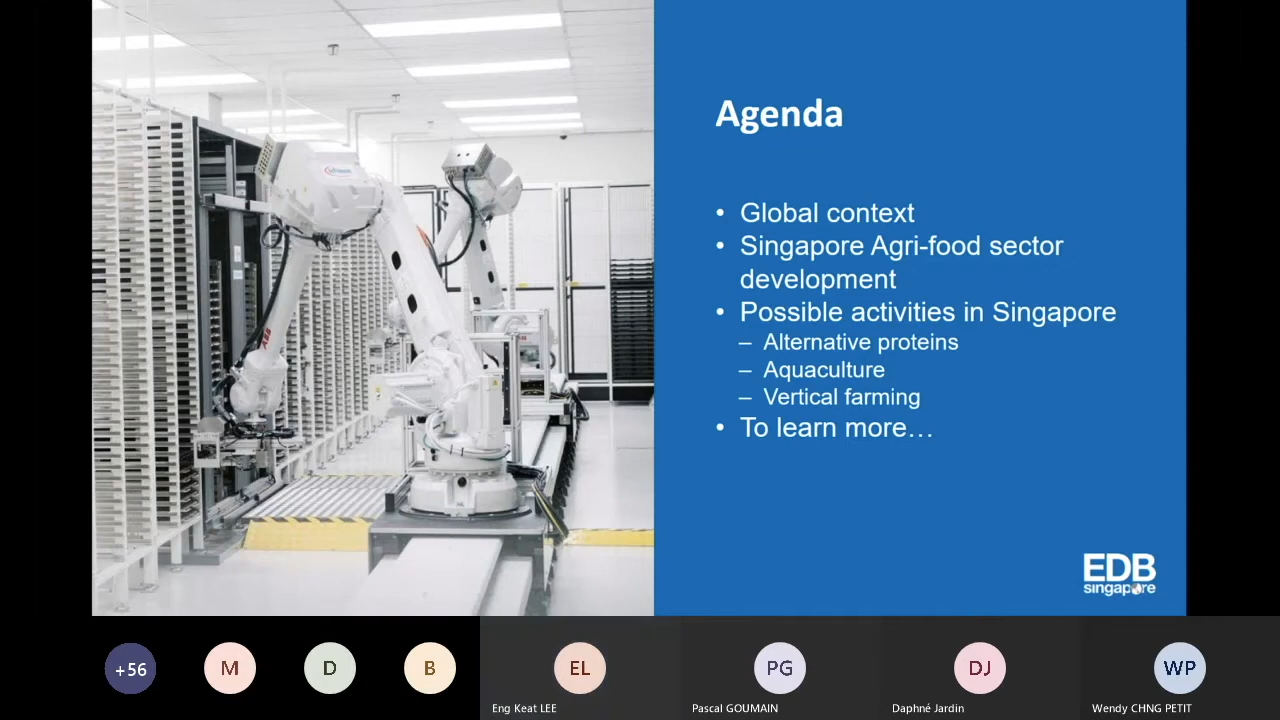 Agenda
• Global context
• Singapore Agri-food sector
development
• Possible activities in Singapore
– Alternative proteins
– Aquaculture
– Vertical farming
• To learn more…
ABB
EDB
singapore
+56
M
D
B
EL
PG
DJ
WP
Eng Keat LEE
Pascal GOUMAIN
Daphné Jardin
Wendy CHNG PETIT